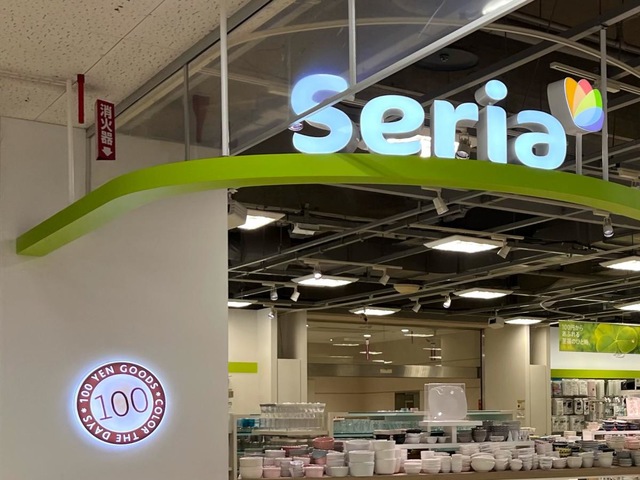 消火器
Seria
100 YEN GOODS • COLOR THE DAYS •
100